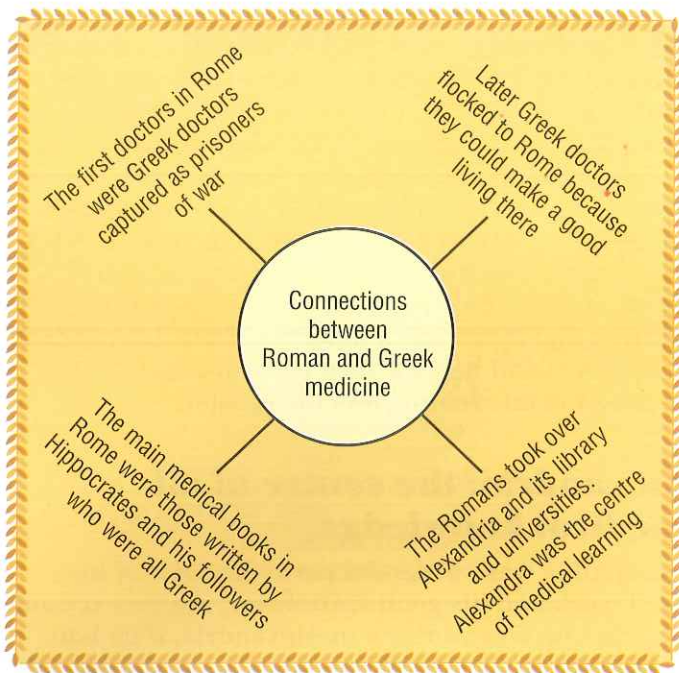 The first doctors in Rome
were Greek doctors
captured as prisoners
of war
Later Greek doctors
flocked to Rome because
they could make a good
living there
Connections
between
Roman and Greek
medicine
The main medical books in
Rome were those written by
Hippocrates and his followers
who were all Greek
The Romans took over
Alexandria and its library
and universities.
Alexandra was the centre
of medical learning